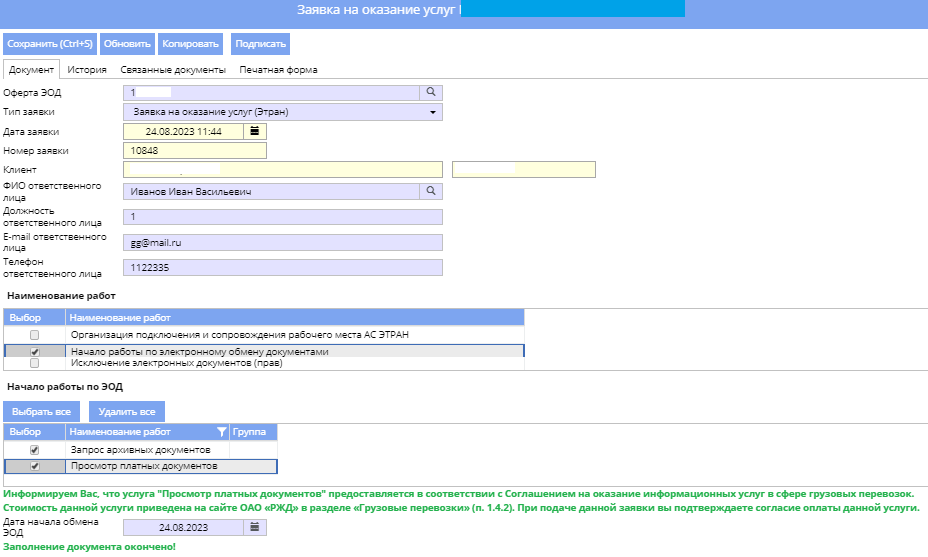 Заявка на оказание услуг
Сохранить (Ctrl+S) Обновить Копировать Подписать
Документ История Связанные документы Печатная форма
Оферта ЭОД 1
Тип заявки Заявка на оказание услуг (Этран)
Дата заявки 24.08.2023 11:44
Номер заявки 10848
Клиент
ФИО ответственного
лица Иванов Иван Васильевич
Должность
ответственного лица 1
E-mail ответственного
лица gg@mail.ru
Телефон
ответственного лица 1122335
Наименование работ
Выбор Наименование работ
Организация подключения и сопровождения рабочего места АС ЭТРАН
Начало работы по электронному обмену документами
Исключение электронных документов (прав)
Начало работы по ЭОД
Выбрать все Удалить все
Выбор Наименование работ Группа
Запрос архивных документов
Просмотр платных документов
Информируем Вас, что услуга "Просмотр платных документов" предоставляется в соответствии с Соглашением на оказание информационных услуг в сфере грузовых перевозок.
Стоимость данной услуги приведена на сайте ОАО «РЖД» в разделе «Грузовые перевозки» (п. 1.4.2). При подаче данной заявки вы подтверждаете согласие оплаты данной услуги.
Дата начала обмена
ЭОД 24.08.2023
Заполнение документа окончено!